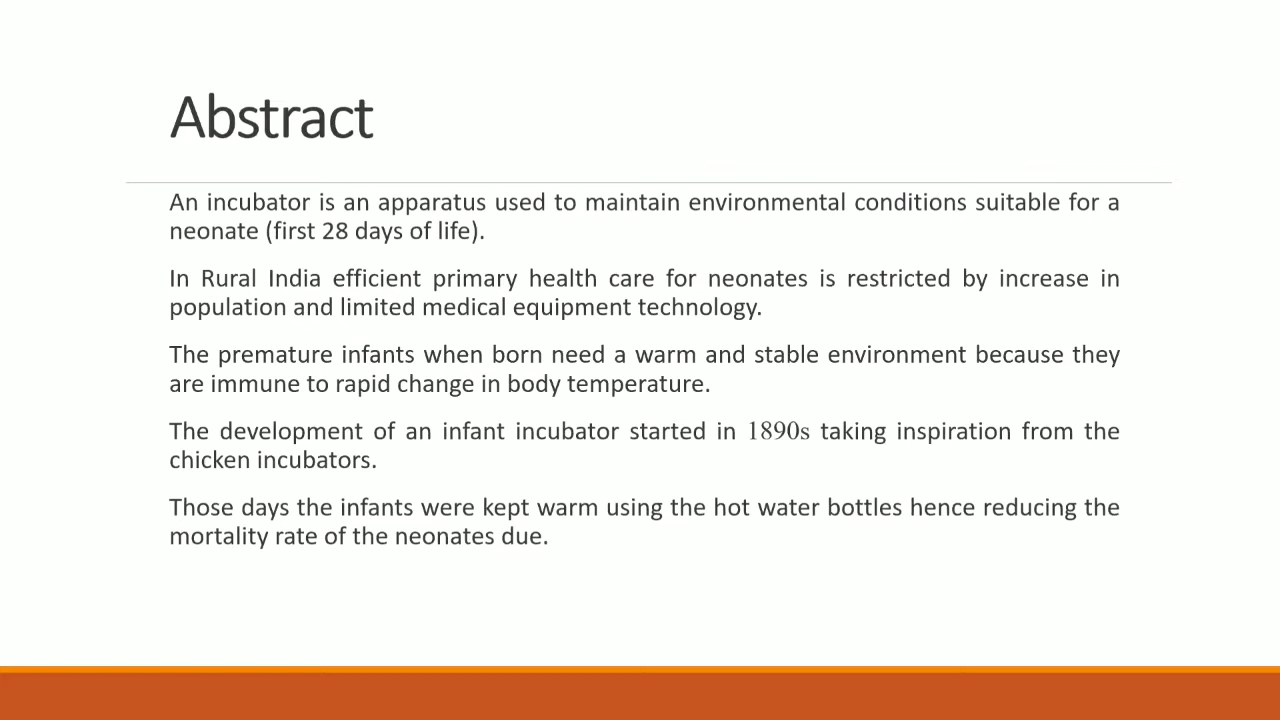 Abstract
An incubator is an apparatus used to maintain environmental conditions suitable for a
neonate (first 28 days of life).
In Rural India efficient primary health care for neonates is restricted by increase in
population and limited medical equipment technology.
The premature infants when born need a warm and stable environment because they
are immune to rapid change in body temperature.
The development of an infant incubator started in 1890s taking inspiration from the
chicken incubators.
Those days the infants were kept warm using the hot water bottles hence reducing the
mortality rate of the neonates due.